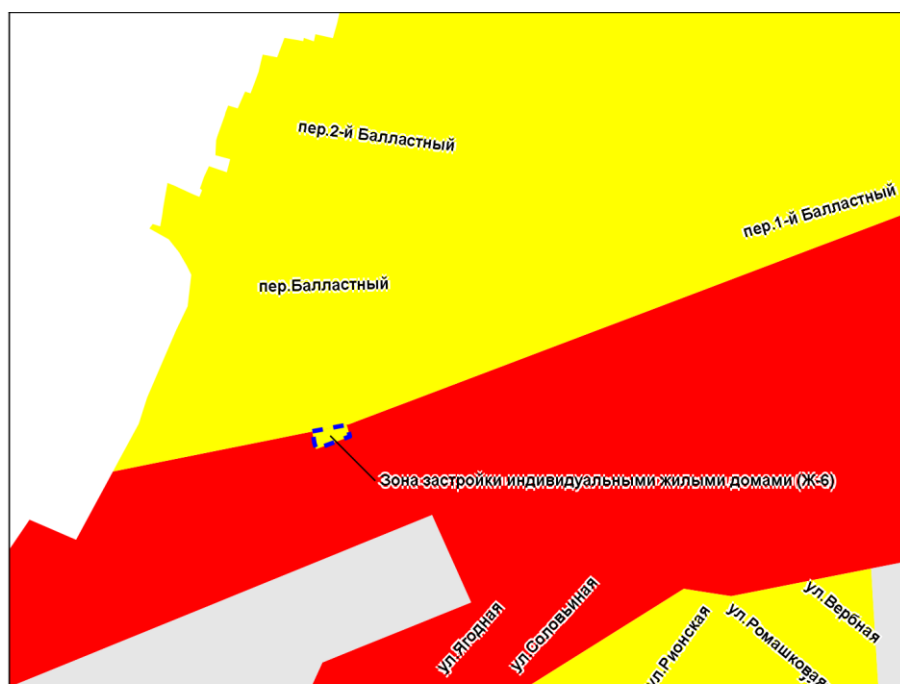 пер.2-й Балластный
пер.1-й Балластный
пер.Балластный
Зона застройки индивидуальными жилыми домами (Ж-6)
ул.Ягодная
ул.Соловьиная
ул.Рионская
ул.Ромашковая
ул.Вербная